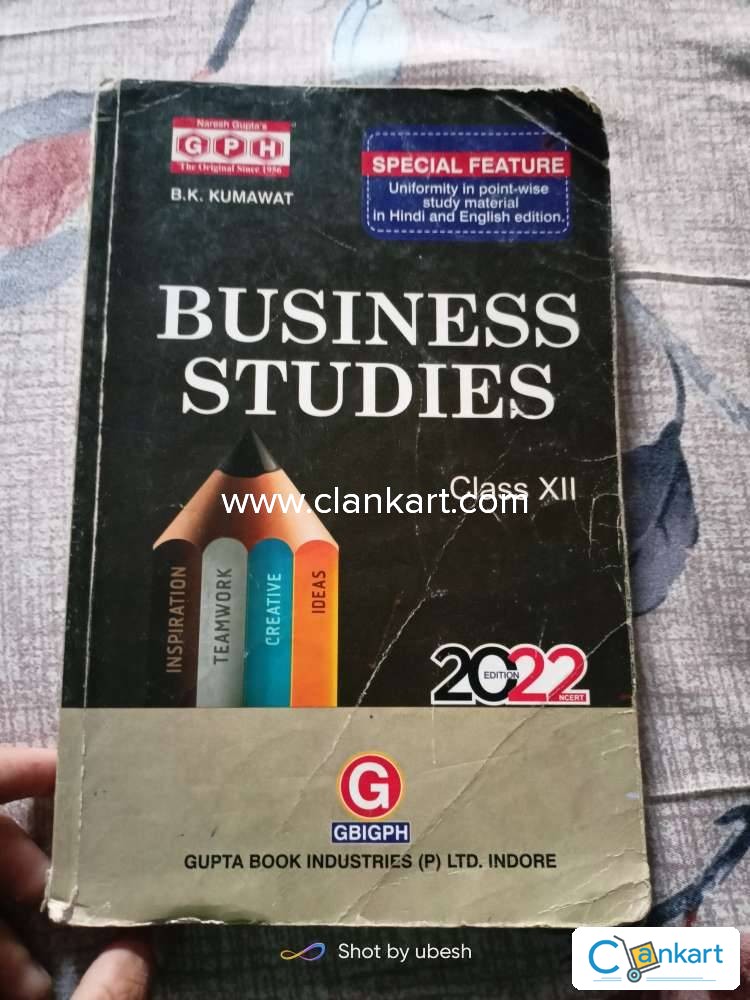 Naresh Gupta's
GPH
The Original Since 1956
B.K. KUMAWAT
SPECIAL FEATURE
Uniformity in point-wise
study material
in Hindi and English edition.
BUSINESS
STUDIES
Class XII
www.clankart.com
INSPIRATION
TEAMWORK
CREATIVE
IDEAS
2022
EDITION
NCERT
G
GBIGPH
GUPTA BOOK INDUSTRIES (P) LTD. INDORE
Shot by ubesh
Clankart